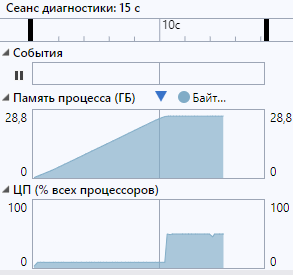 Сеанс диагностики: 15 с
10с
События
Память процесса (ГБ) Байт...
28,8 28,8
0 0
ЦП (% всех процессоров)
100 100
0 0